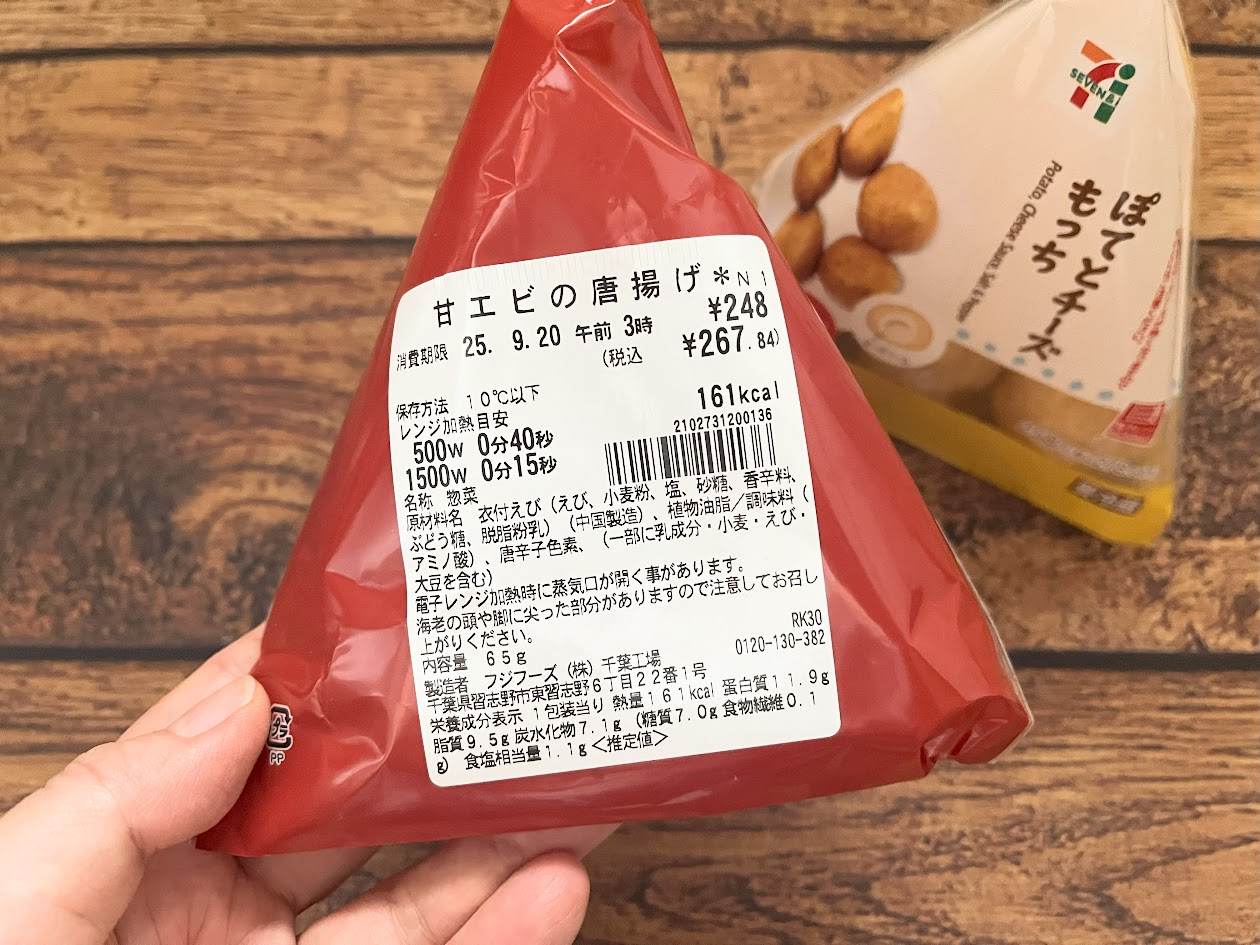 甘エビの唐揚げ＊N 1
消費期限 25. 9.20 午前 3時 ¥248
(税込 ¥267.84)
保存方法 10℃以下
レンジ加熱目安
500W 0分40秒
1500W 0分15秒
161kcal
2102731200136
名称 惣菜
原材料名 衣付えび（えび、小麦粉、塩、砂糖、香辛料、
ぶどう糖、脱脂粉乳）（中国製造）、植物油脂／調味料（
アミノ酸）、唐辛子色素、（一部に乳成分・小麦・えび・
大豆を含む）
電子レンジ加熱時に蒸気口が開く事があります。
海老の頭や脚に尖った部分がありますので注意してお召し
上がりください。
内容量 65g
RK30
0120-130-382
製造者 フジフーズ（株）千葉工場
千葉県習志野市東習志野6丁目22番1号
栄養成分表示 1包装当り 熱量161kcal 蛋白質11.9g
脂質9.5g 炭水化物7.1g（糖質7.0g 食物繊維0.1
g） 食塩相当量1.1g＜推定値＞
プラ
PP
SEVEN & i
ぽてとチーズ
もっち
Potato, Cheese Sauce, Salt & Pepper